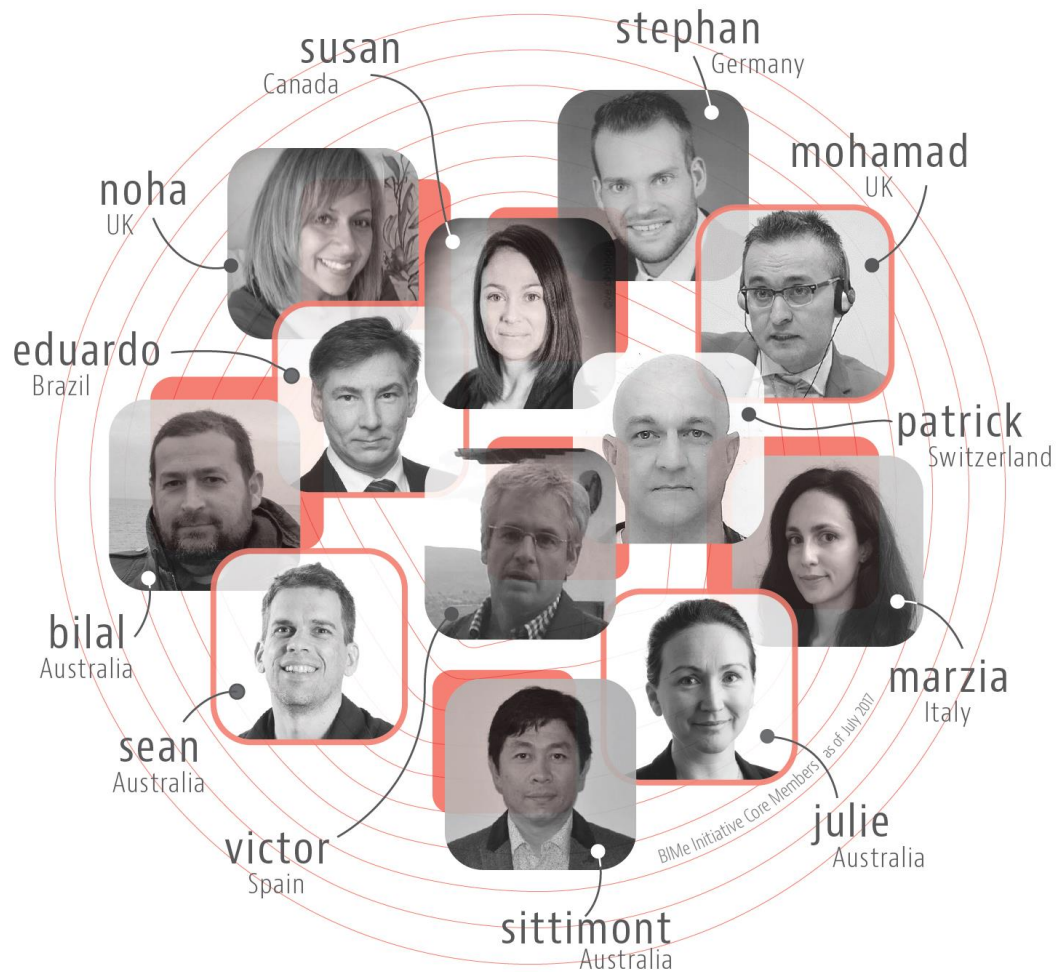 stephan
Germany
susan
Canada
mohamad
UK
noha
UK
eduardo
Brazil
patrick
Switzerland
bilal
Australia
marzia
Italy
sean
Australia
BIMe Initiative Core Members | as of July 2017
julie
Australia
victor
Spain
sittimont
Australia